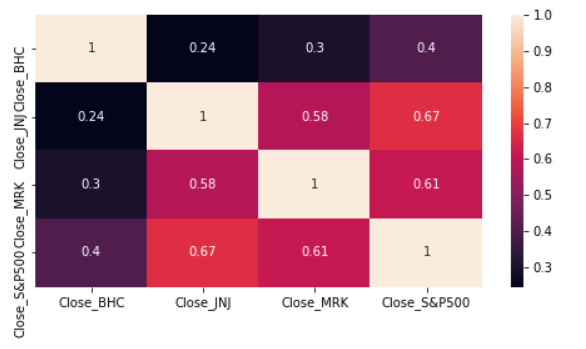 Close_BHC 1 0.24 0.3 0.4
Close_JNJ 0.24 1 0.58 0.67
Close_MRK 0.3 0.58 1 0.61
Close_S&P500 0.4 0.67 0.61 1
Close_BHC Close_JNJ Close_MRK Close_S&P500
1.0
0.9
0.8
0.7
0.6
0.5
0.4
0.3